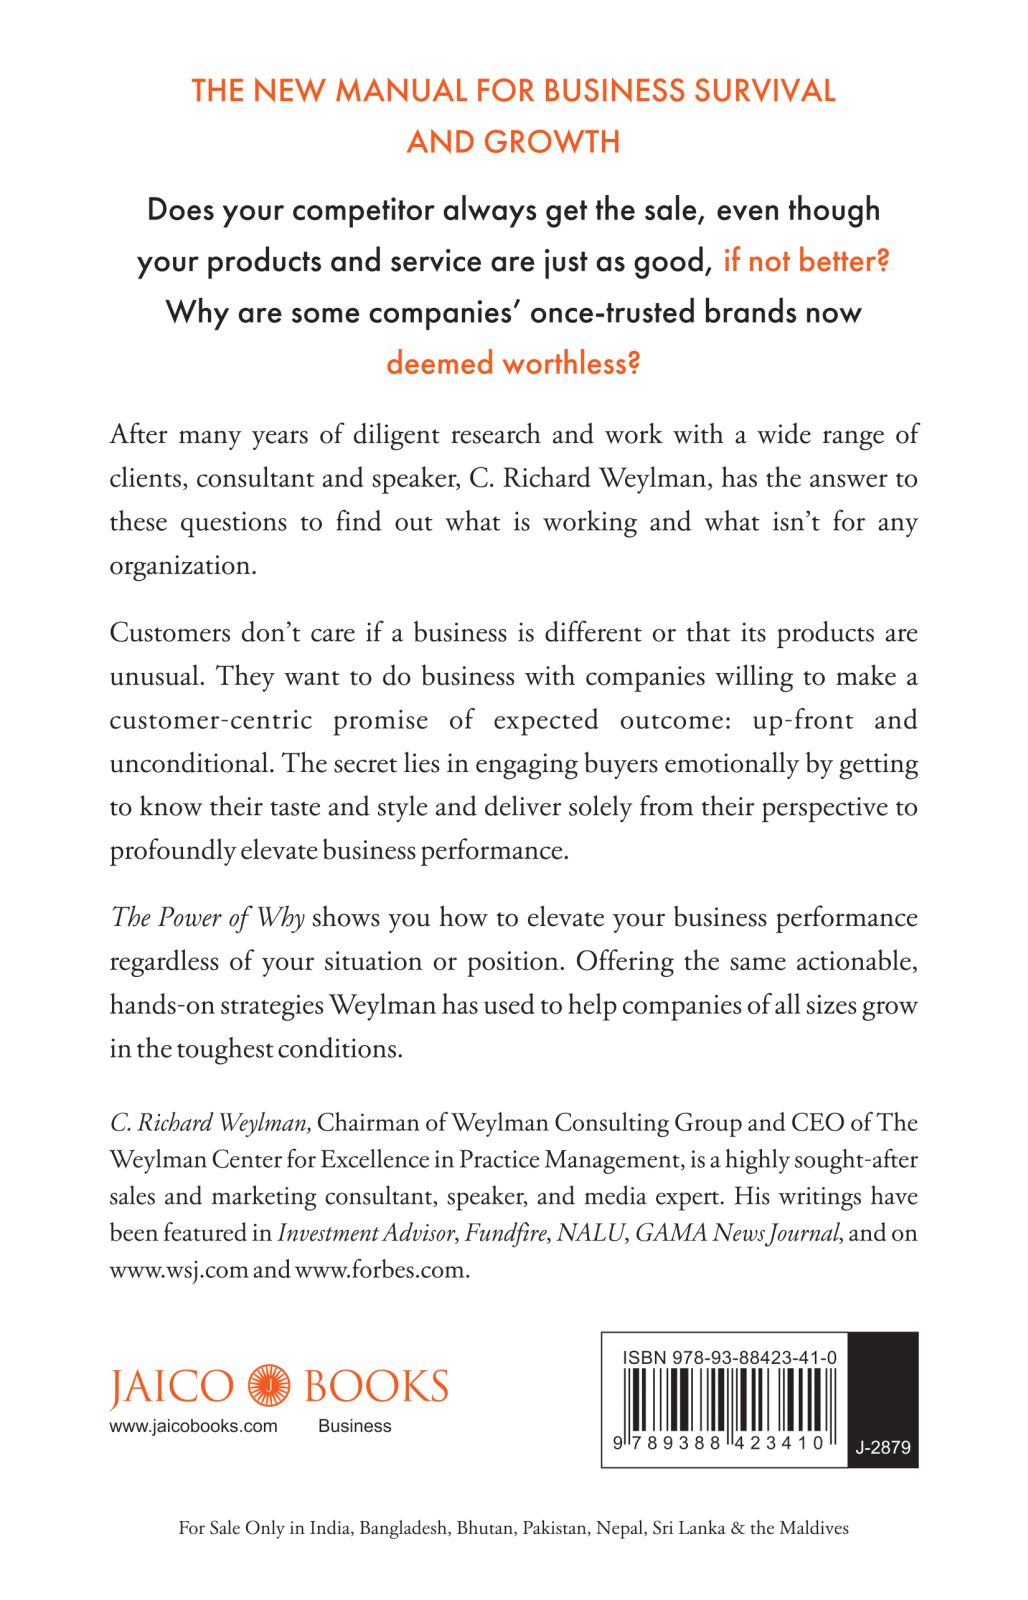 THE NEW MANUAL FOR BUSINESS SURVIVAL
AND GROWTH
Does your competitor always get the sale, even though
your products and service are just as good, if not better?
Why are some companies’ once-trusted brands now
deemed worthless?
After many years of diligent research and work with a wide range of
clients, consultant and speaker, C. Richard Weylman, has the answer to
these questions to find out what is working and what isn’t for any
organization.
Customers don’t care if a business is different or that its products are
unusual. They want to do business with companies willing to make a
customer-centric promise of expected outcome: up-front and
unconditional. The secret lies in engaging buyers emotionally by getting
to know their taste and style and deliver solely from their perspective to
profoundly elevate business performance.
The Power of Why shows you how to elevate your business performance
regardless of your situation or position. Offering the same actionable,
hands-on strategies Weylman has used to help companies of all sizes grow
in the toughest conditions.
C. Richard Weylman, Chairman of Weylman Consulting Group and CEO of The
Weylman Center for Excellence in Practice Management, is a highly sought-after
sales and marketing consultant, speaker, and media expert. His writings have
been featured in Investment Advisor, Fundfire, NALU, GAMA News Journal, and on
www.wsj.com and www.forbes.com.
JAICO J BOOKS
www.jaicobooks.com Business
ISBN 978-93-88423-41-0
9 789388 423410
J-2879
For Sale Only in India, Bangladesh, Bhutan, Pakistan, Nepal, Sri Lanka & the Maldives